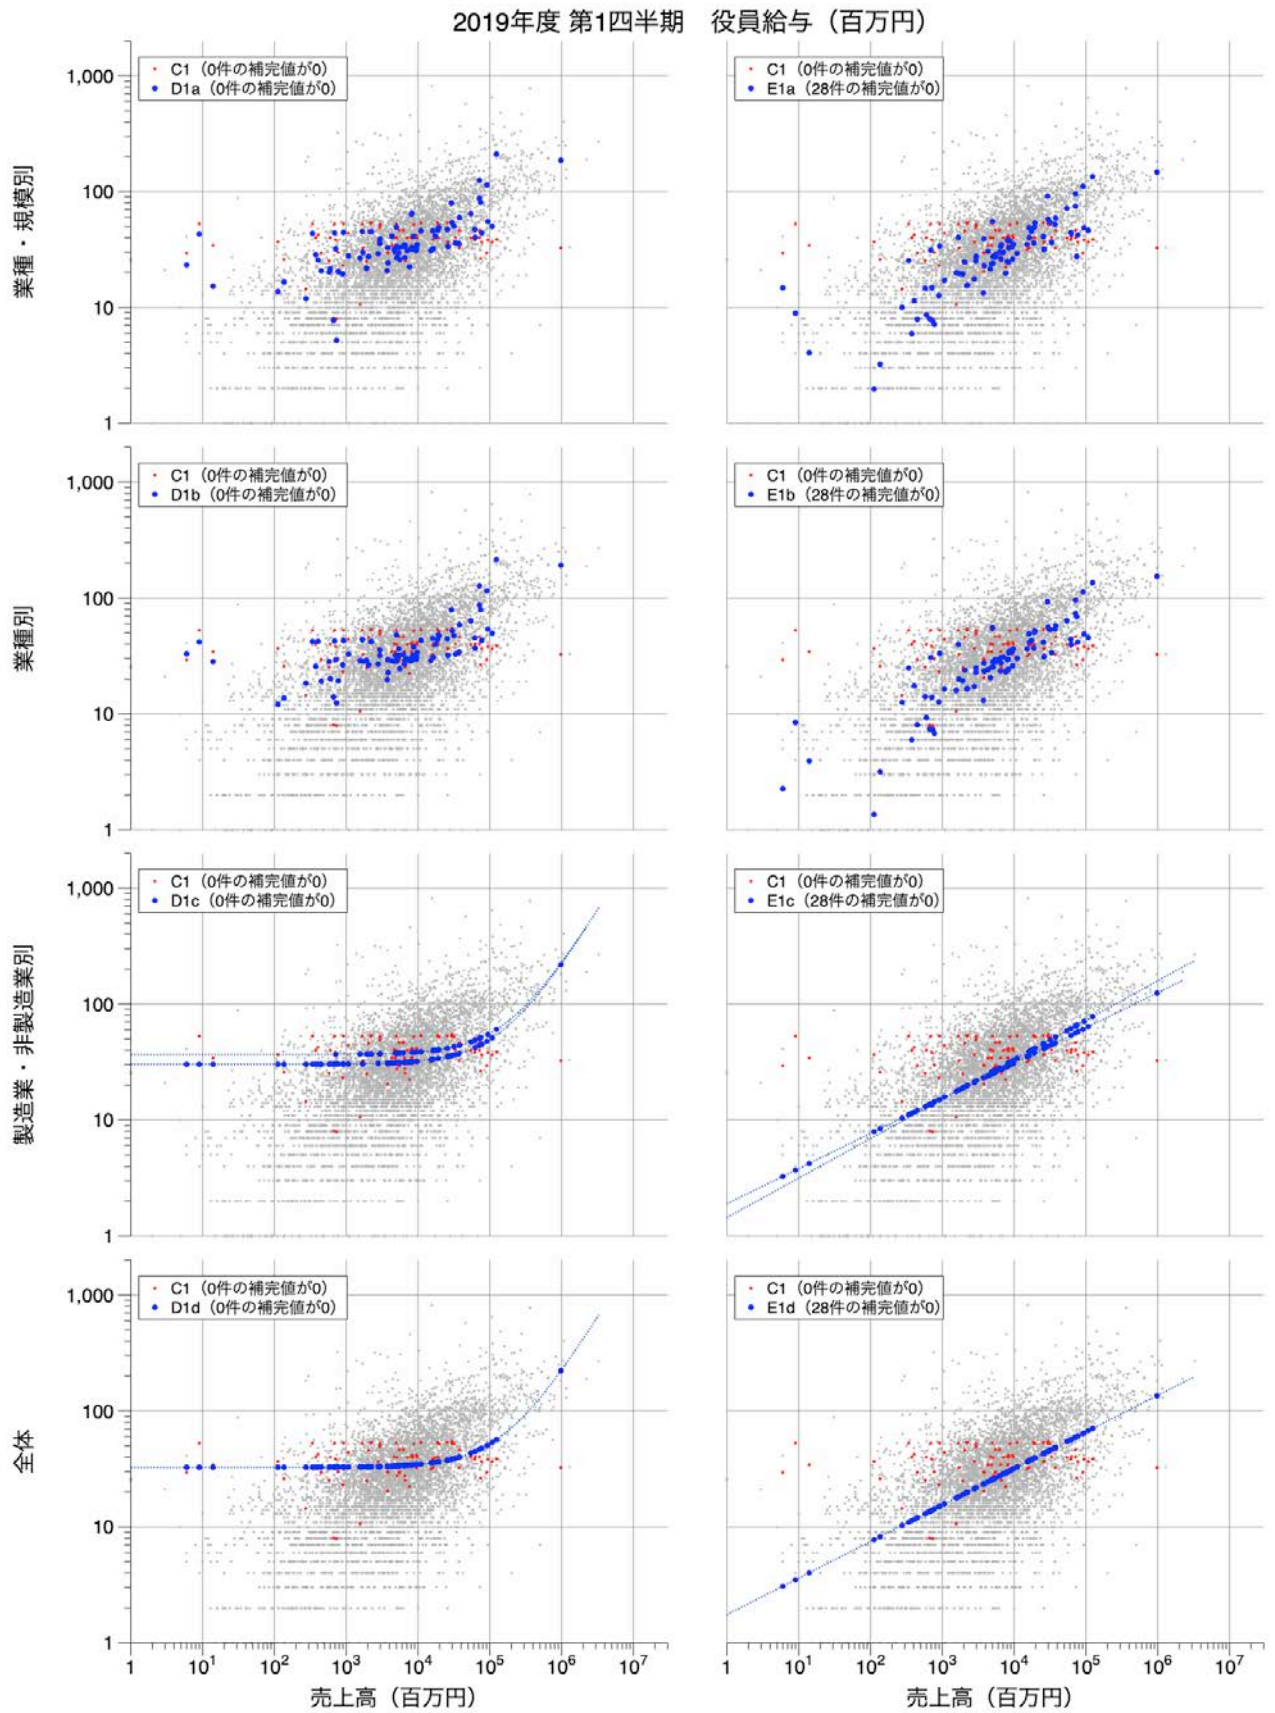 2019年度 第1四半期　役員給与（百万円）
業種・規模別
1,000
100
10
1
C1（0件の補完値が0）
D1a（0件の補完値が0）
C1（0件の補完値が0）
E1a（28件の補完値が0）
業種別
1,000
100
10
1
C1（0件の補完値が0）
D1b（0件の補完値が0）
C1（0件の補完値が0）
E1b（28件の補完値が0）
製造業・非製造業別
1,000
100
10
1
C1（0件の補完値が0）
D1c（0件の補完値が0）
C1（0件の補完値が0）
E1c（28件の補完値が0）
全体
1,000
100
10
1
C1（0件の補完値が0）
D1d（0件の補完値が0）
C1（0件の補完値が0）
E1d（28件の補完値が0）
1 10¹ 10² 10³ 10⁴ 10⁵ 10⁶ 10⁷
1 10¹ 10² 10³ 10⁴ 10⁵ 10⁶ 10⁷
売上高（百万円）
売上高（百万円）